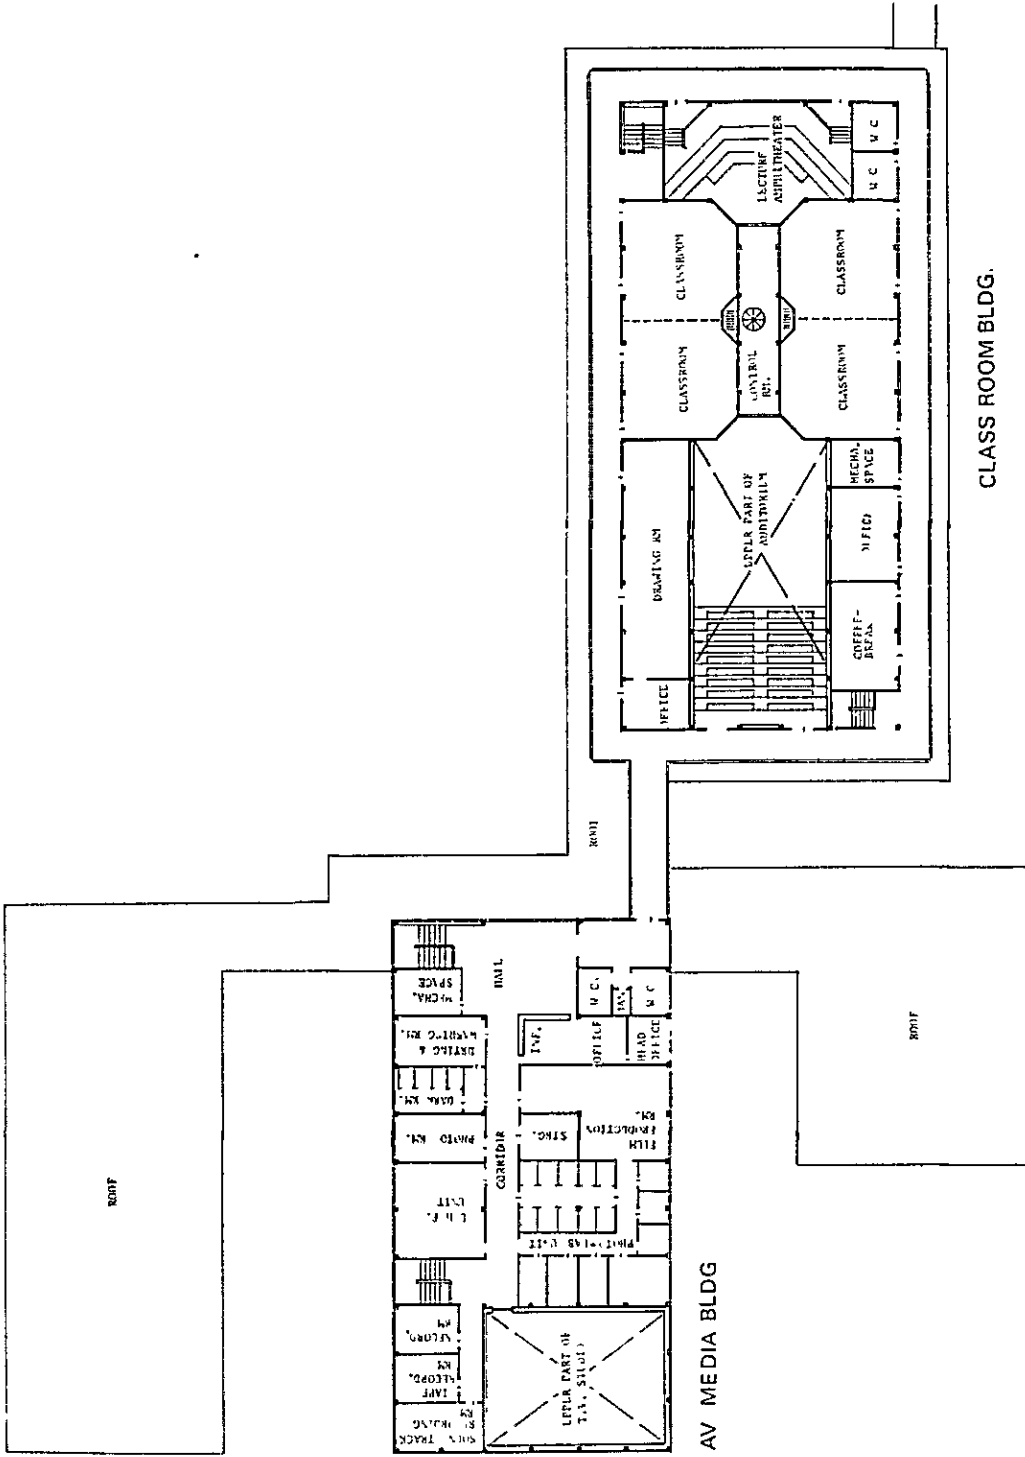 ROOF
SOUN TRACK
RM
TAPE
RECORD.
RM
RECORD.
RM
UPPER PART OF
T.V. STUDIO
UNIT
PHOTO RM.
DARK RM.
DRYING &
WASHING RM.
MECHA.
SPACE
CORRIDOR
HALL
PHOTOLAB UNIT
STRG.
FILM
PRODUCTION
RM.
INF.
OFFICE
HEAD
OFFICE
W C.
W C
AV MEDIA BLDG
ROOF
ROOF
OFFICE
DRAWING RM
UPPER PART OF
AUDITORIUM
COFFEE-
BREAK
OFFICE
MECHA.
SPACE
CLASSROOM
CLASSROOM
CONTROL
RM.
CLASSROOM
CLASSROOM
LECTURE
AMPHITHEATER
W C
W C
CLASS ROOM BLDG.